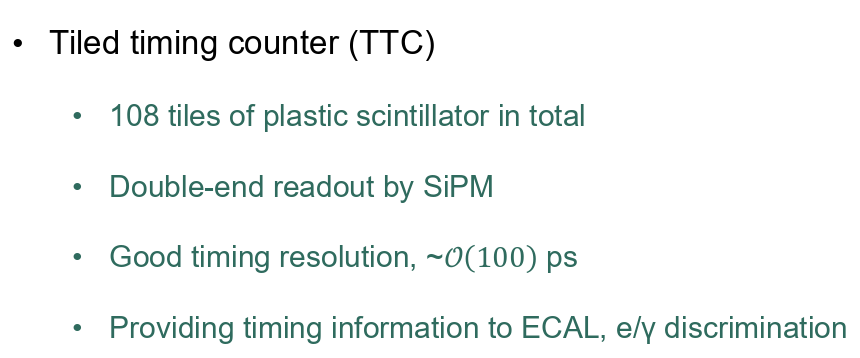 • Tiled timing counter (TTC)
• 108 tiles of plastic scintillator in total
• Double-end readout by SiPM
• Good timing resolution, ~𝒪(100) ps
• Providing timing information to ECAL, e/γ discrimination